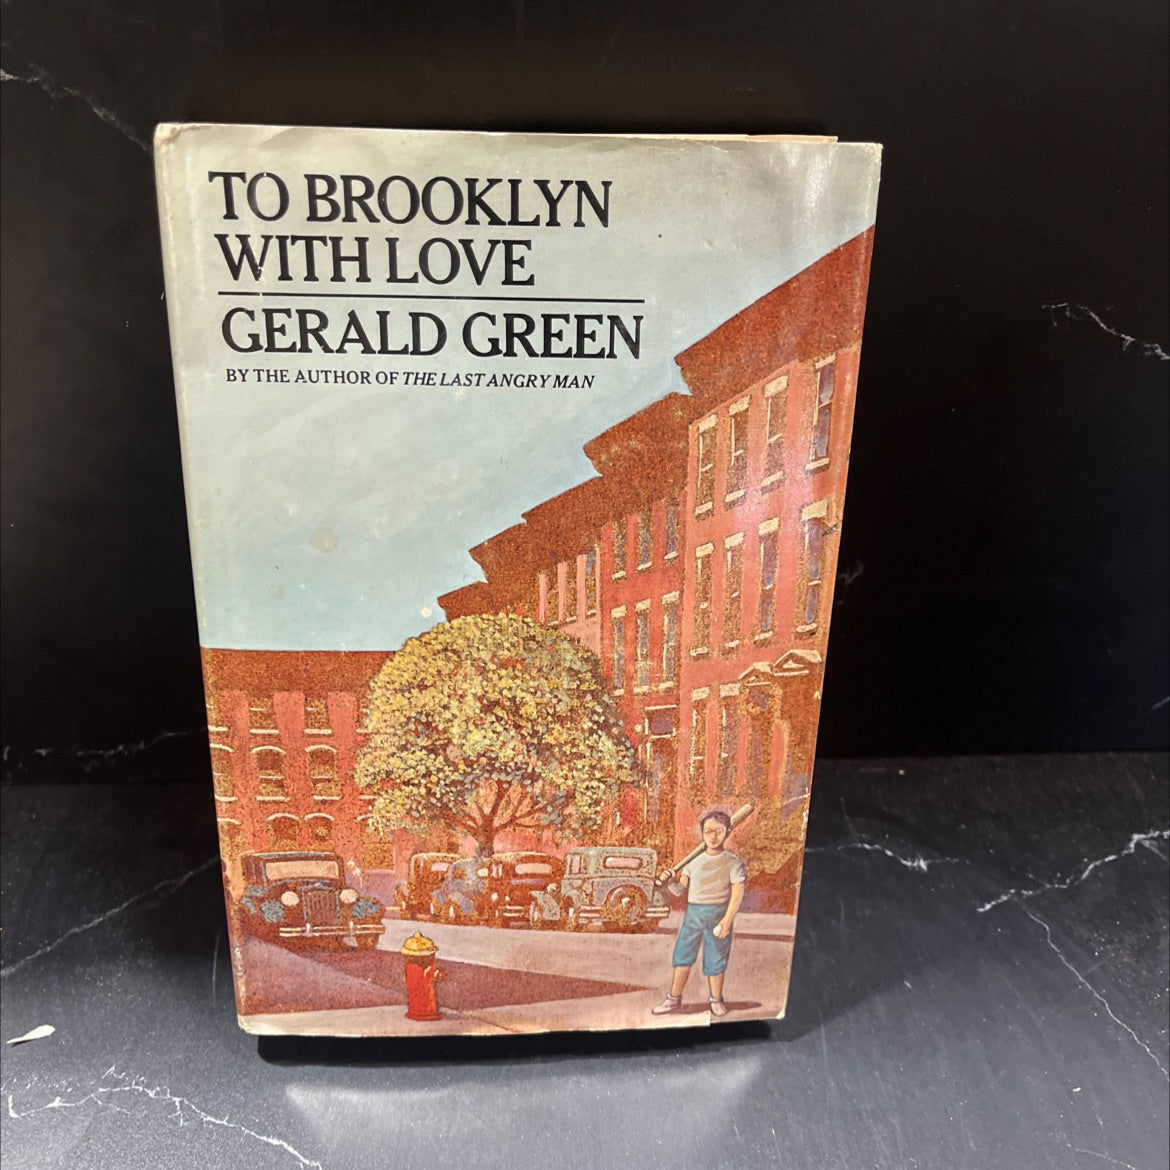 TO BROOKLYN
WITH LOVE
GERALD GREEN
BY THE AUTHOR OF THE LAST ANGRY MAN